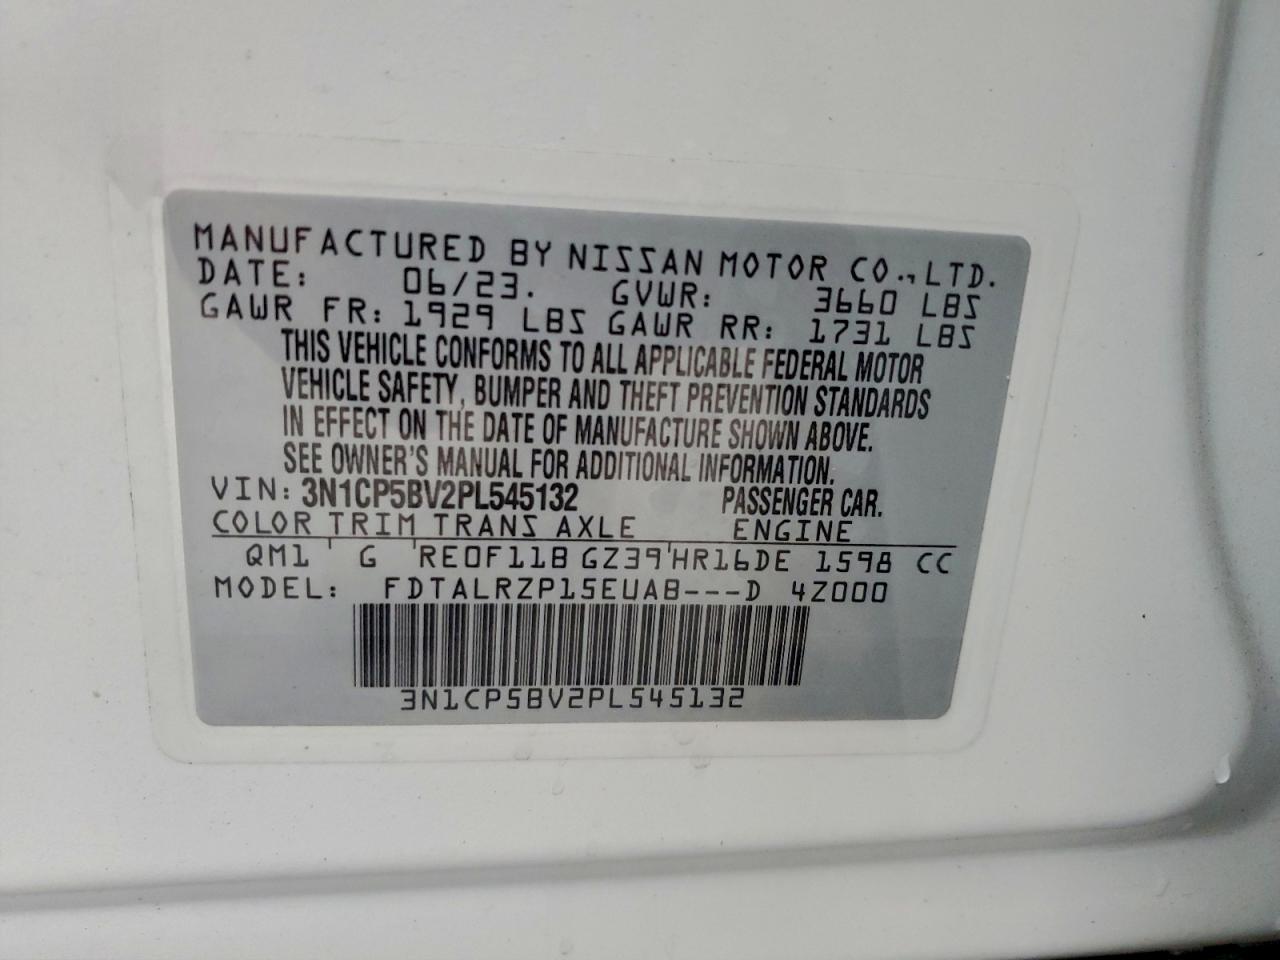 MANUFACTURED BY NISSAN MOTOR CO., LTD.
DATE: 06/23. GVWR: 3660 LBS
GAWR FR: 1929 LBS GAWR RR: 1731 LBS
THIS VEHICLE CONFORMS TO ALL APPLICABLE FEDERAL MOTOR
VEHICLE SAFETY, BUMPER AND THEFT PREVENTION STANDARDS
IN EFFECT ON THE DATE OF MANUFACTURE SHOWN ABOVE.
SEE OWNER'S MANUAL FOR ADDITIONAL INFORMATION.
VIN: 3N1CP5BV2PL545132 PASSENGER CAR.
COLOR TRIM TRANS AXLE ENGINE
QM1 G RE0F11B GZ39 HR16DE 1598 CC
MODEL: FDTALRZP15EUAB---D 4Z000
3N1CP5BV2PL545132